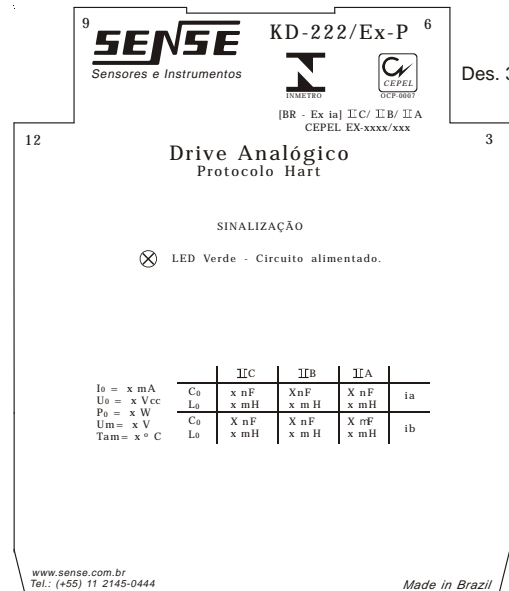 9
SENSE
Sensores e Instrumentos
KD-222/Ex-P
6
INMETRO
CEPEL
OCP-0007
Des. 3
[BR - Ex ia] IIC/ IIB/ IIA
CEPEL EX-xxxx/xxx
12
3
Drive Analógico
Protocolo Hart
SINALIZAÇÃO
LED Verde - Circuito alimentado.
IIC IIB IIA
I0 = x mA
U0 = x Vcc
P0 = x W
Um= x V
Tam= x º C
C0 x nF XnF X nF ia
L0 x mH x m H x mH
C0 X nF X nF X nF ib
L0 x mH x m H x mH
www.sense.com.br
Tel.: (+55) 11 2145-0444
Made in Brazil